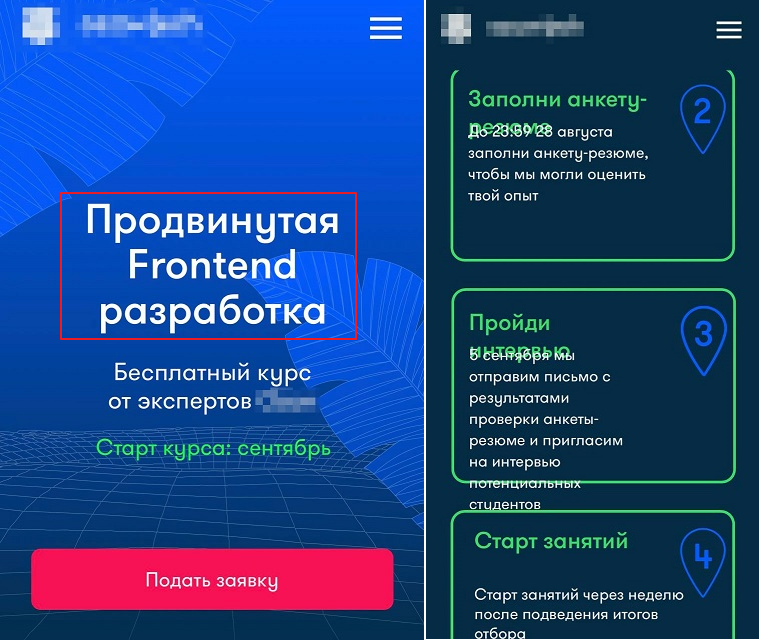 Продвинутая
Frontend
разработка
Бесплатный курс
от экспертов
Старт курса: сентябрь
Подать заявку
Заполни анкету-
резюме
2
До 23:59 28 августа
заполни анкету-резюме,
чтобы мы могли оценить
твой опыт
Пройди
интервью
3
5 сентября мы
отправим письмо с
результатами
проверки анкеты-
резюме и пригласим
на интервью
потенциальных
студентов
Старт занятий
4
Старт занятий через неделю
после подведения итогов
отбора